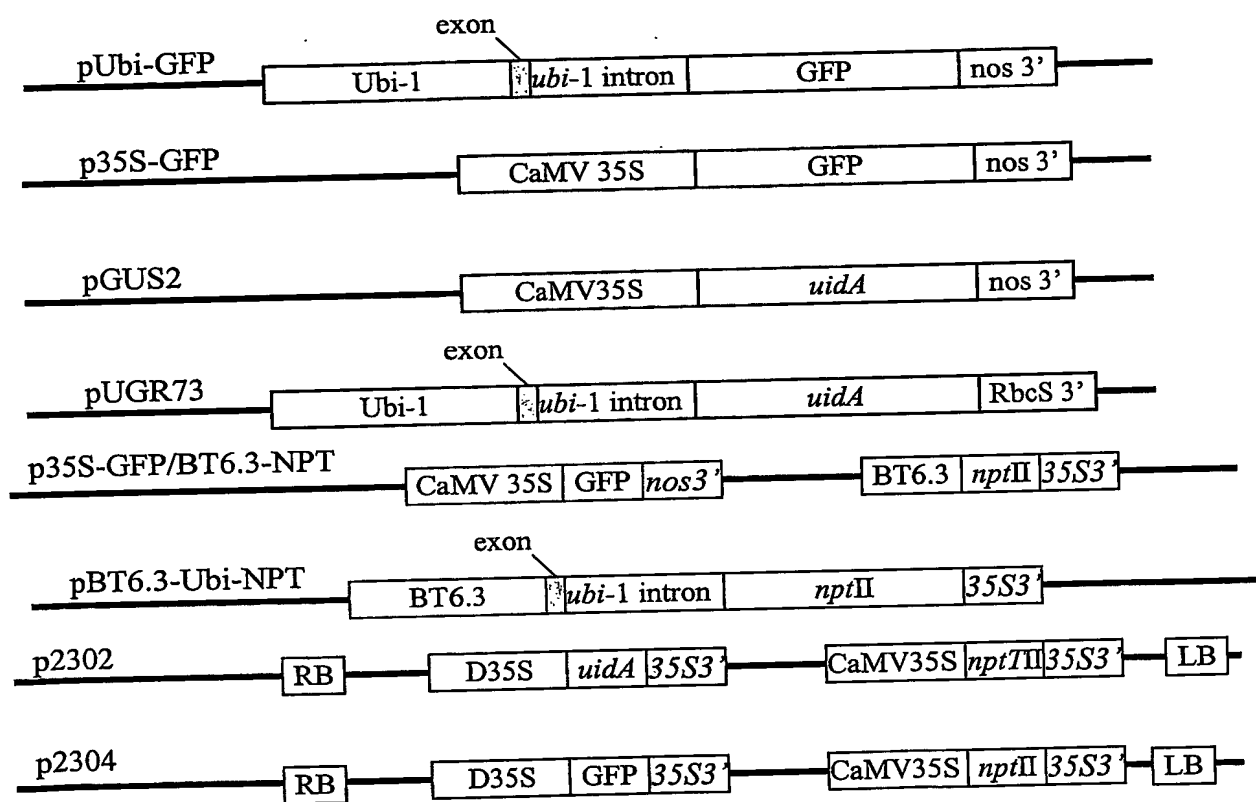 exon
pUbi-GFP
Ubi-1 ubi-1 intron GFP nos 3’
p35S-GFP
CaMV 35S GFP nos 3’
pGUS2
CaMV35S uidA nos 3’
exon
pUGR73
Ubi-1 ubi-1 intron uidA RbcS 3’
p35S-GFP/BT6.3-NPT
CaMV 35S GFP nos3’ BT6.3 nptII 35S3’
exon
pBT6.3-Ubi-NPT
BT6.3 ubi-1 intron nptII 35S3’
p2302
RB D35S uidA 35S3’ CaMV35S nptTII 35S3’ LB
p2304
RB D35S GFP 35S3’ CaMV35S nptII 35S3’ LB